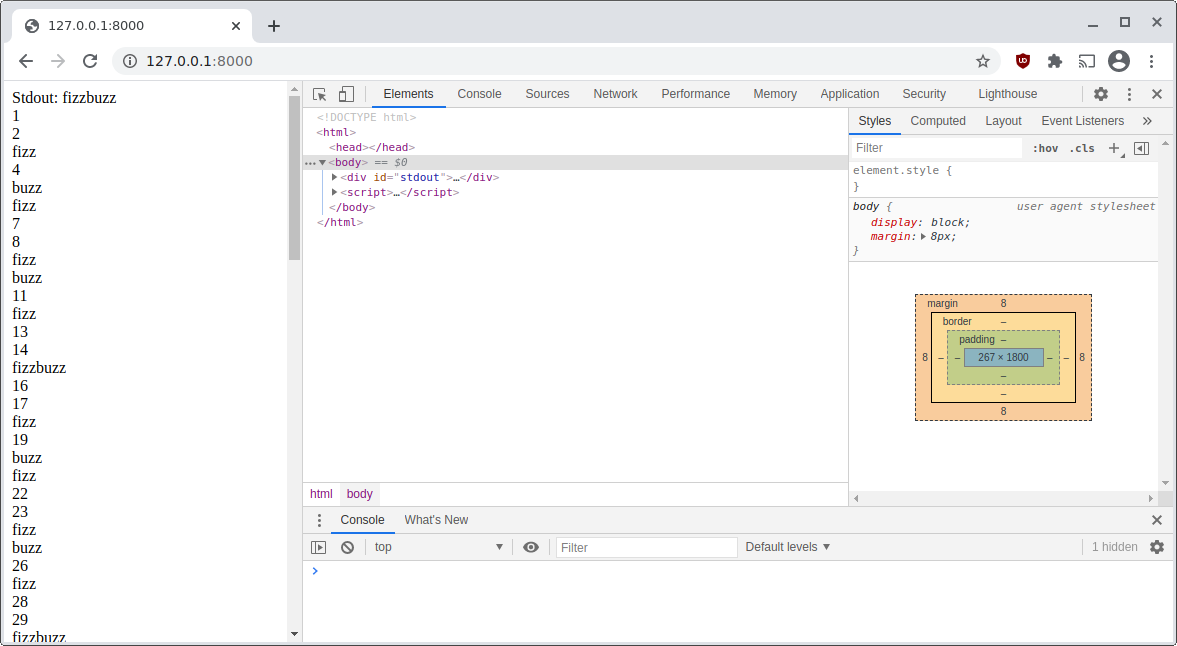 127.0.0.1:8000
127.0.0.1:8000
Stdout: fizzbuzz
1
2
fizz
4
buzz
fizz
7
8
fizz
buzz
11
fizz
13
14
fizzbuzz
16
17
fizz
19
buzz
fizz
22
23
fizz
buzz
26
fizz
28
29
fizzbuzz
Elements Console Sources Network Performance Memory Application Security Lighthouse
<!DOCTYPE html>
<html>
<head></head>
<body> == $0
<div id="stdout">…</div>
<script>…</script>
</body>
</html>
html body
Styles Computed Layout Event Listeners »
Filter :hov .cls +
element.style {
}
body { user agent stylesheet
display: block;
margin: 8px;
}
margin 8
border –
padding –
8 – – 267 × 1800 – – 8
–
–
8
Console What's New
top Filter Default levels 1 hidden